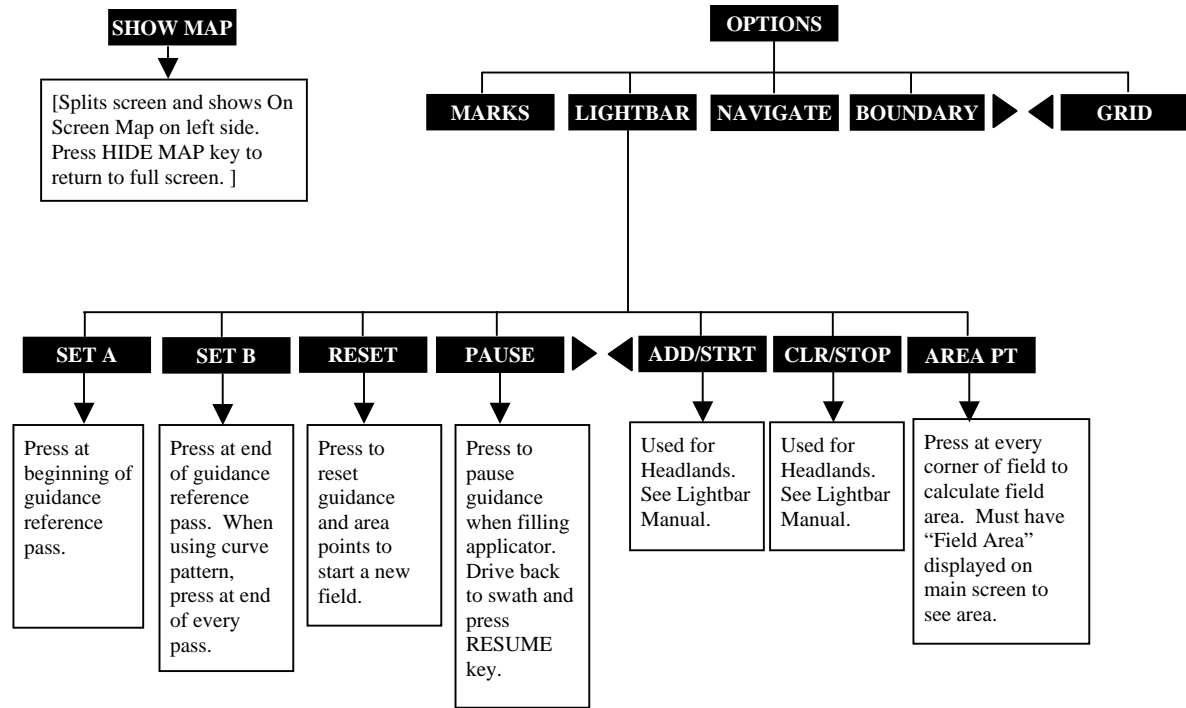 SHOW MAP
[Splits screen and shows On
Screen Map on left side.
Press HIDE MAP key to
return to full screen. ]
OPTIONS
MARKS
LIGHTBAR
NAVIGATE
BOUNDARY
GRID
SET A
Press at
beginning of
guidance
reference
pass.
SET B
Press at end
of guidance
reference
pass.  When
using curve
pattern,
press at end
of every
pass.
RESET
Press to
reset
guidance
and area
points to
start a new
field.
PAUSE
Press to
pause
guidance
when filling
applicator.
Drive back
to swath and
press
RESUME
key.
ADD/STRT
Used for
Headlands.
See Lightbar
Manual.
CLR/STOP
Used for
Headlands.
See Lightbar
Manual.
AREA PT
Press at every
corner of field to
calculate field
area.  Must have
“Field Area”
displayed on
main screen to
see area.